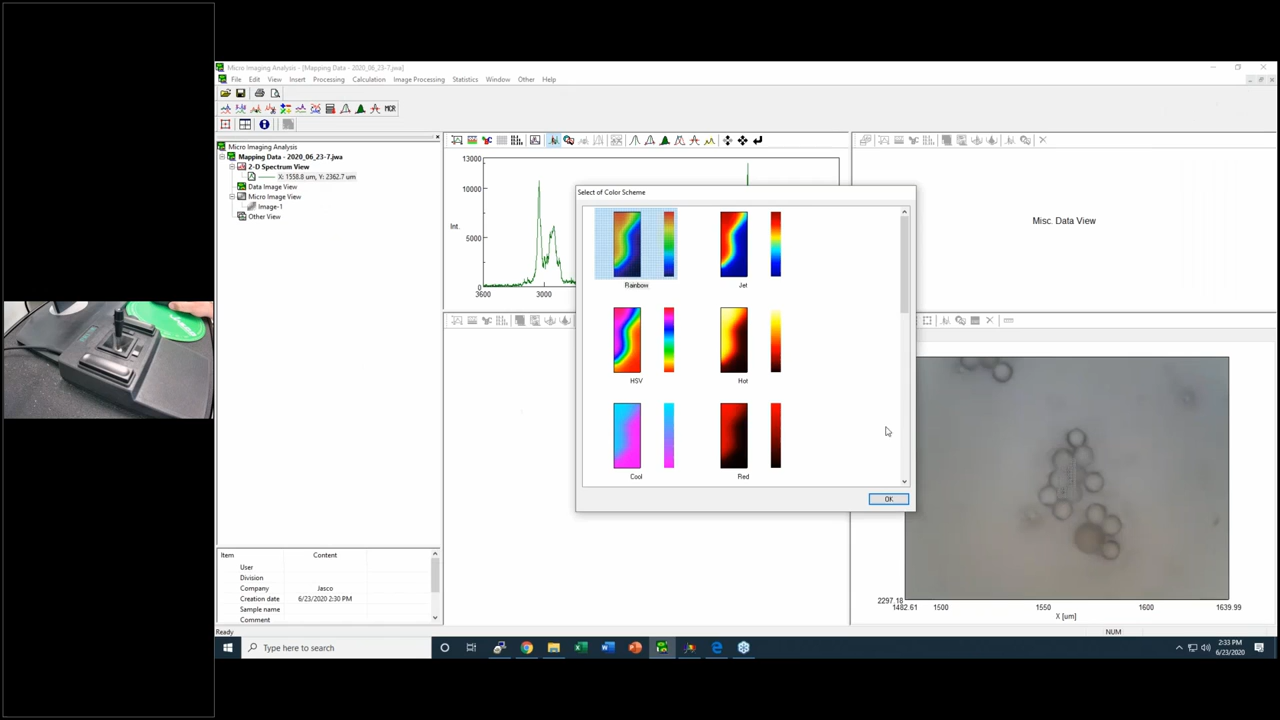 Micro Imaging Analysis - [Mapping Data - 2020_06_23-7.jwa]
File Edit View Insert Processing Calculation Image Processing Statistics Window Other Help
MCR
Micro Imaging Analysis
Mapping Data - 2020_06_23-7.jwa
2-D Spectrum View
X: 1558.8 um, Y: 2362.7 um
Data Image View
Micro Image View
Image-1
Other View
13000
10000
Int.
5000
0
3600 3000
Select of Color Scheme
Rainbow Jet
HSV Hot
Cool Red
OK
Misc. Data View
2297.18
1482.61 1500 1550 1600 1639.99
X [um]
Item Content
User
Division
Company Jasco
Creation date 6/23/2020 2:30 PM
Sample name
Comment
Ready NUM
Type here to search
2:33 PM
6/23/2020